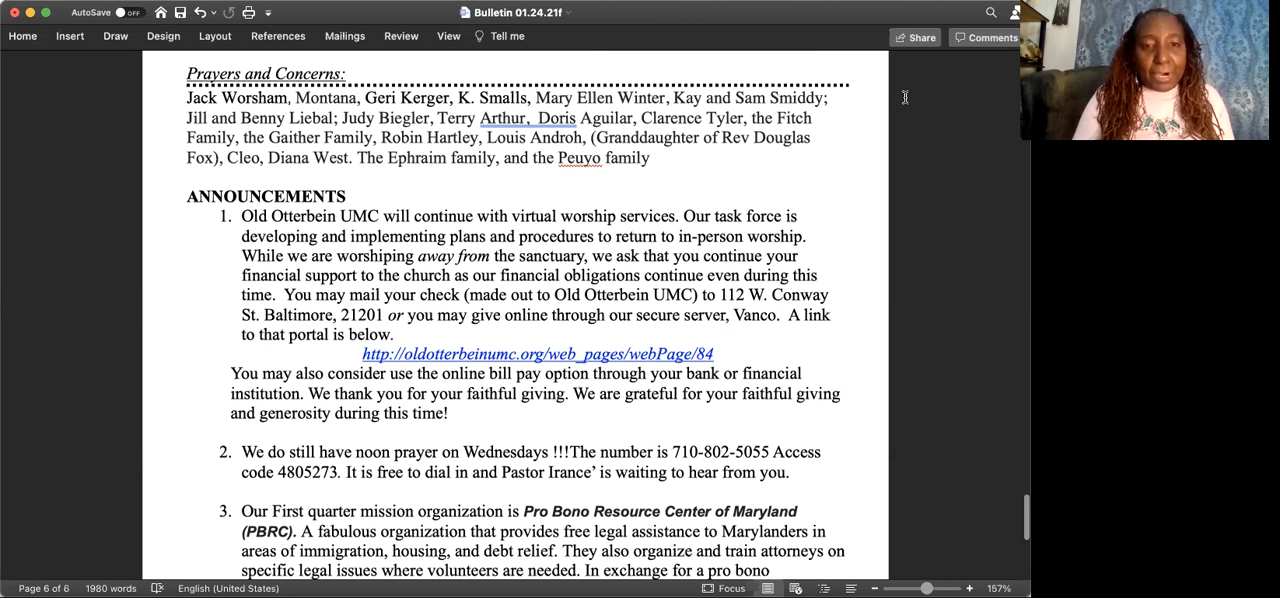 AutoSave OFF Bulletin 01.24.21f
Home Insert Draw Design Layout References Mailings Review View Tell me Share Comments
Prayers and Concerns:
Jack Worsham, Montana, Geri Kerger, K. Smalls, Mary Ellen Winter, Kay and Sam Smiddy;
Jill and Benny Liebal; Judy Biegler, Terry Arthur, Doris Aguilar, Clarence Tyler, the Fitch
Family, the Gaither Family, Robin Hartley, Louis Androh, (Granddaughter of Rev Douglas
Fox), Cleo, Diana West. The Ephraim family, and the Peuyo family
ANNOUNCEMENTS
1. Old Otterbein UMC will continue with virtual worship services. Our task force is
developing and implementing plans and procedures to return to in-person worship.
While we are worshiping away from the sanctuary, we ask that you continue your
financial support to the church as our financial obligations continue even during this
time. You may mail your check (made out to Old Otterbein UMC) to 112 W. Conway
St. Baltimore, 21201 or you may give online through our secure server, Vanco. A link
to that portal is below.
http://oldotterbeinumc.org/web_pages/webPage/84
You may also consider use the online bill pay option through your bank or financial
institution. We thank you for your faithful giving. We are grateful for your faithful giving
and generosity during this time!
2. We do still have noon prayer on Wednesdays !!!The number is 710-802-5055 Access
code 4805273. It is free to dial in and Pastor Irance’ is waiting to hear from you.
3. Our First quarter mission organization is Pro Bono Resource Center of Maryland
(PBRC). A fabulous organization that provides free legal assistance to Marylanders in
areas of immigration, housing, and debt relief. They also organize and train attorneys on
specific legal issues where volunteers are needed. In exchange for a pro bono
Page 6 of 6 1980 words English (United States) Focus 157%